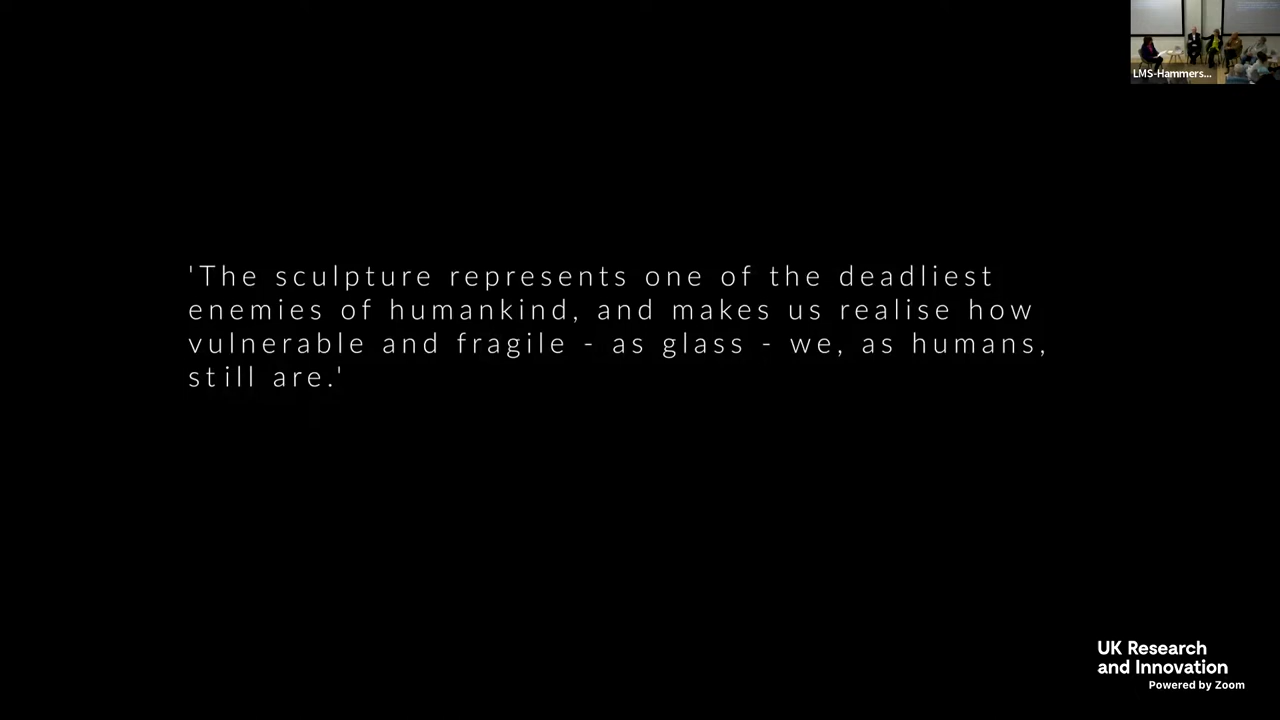 LMS-Hammers...
'The sculpture represents one of the deadliest
enemies of humankind, and makes us realise how
vulnerable and fragile - as glass - we, as humans,
still are.'
UK Research
and Innovation
Powered by Zoom